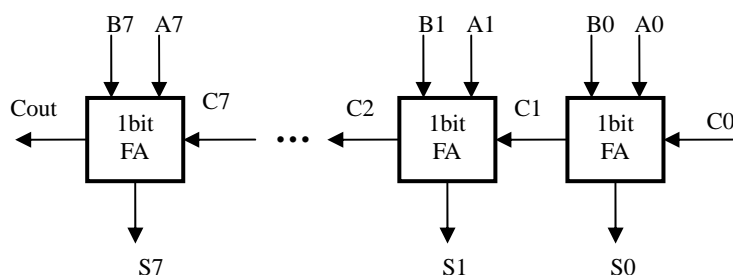 B7 A7 B1 A1 B0 A0
Cout C7 C2 C1 C0
1bit FA
1bit FA
1bit FA
S7 S1 S0